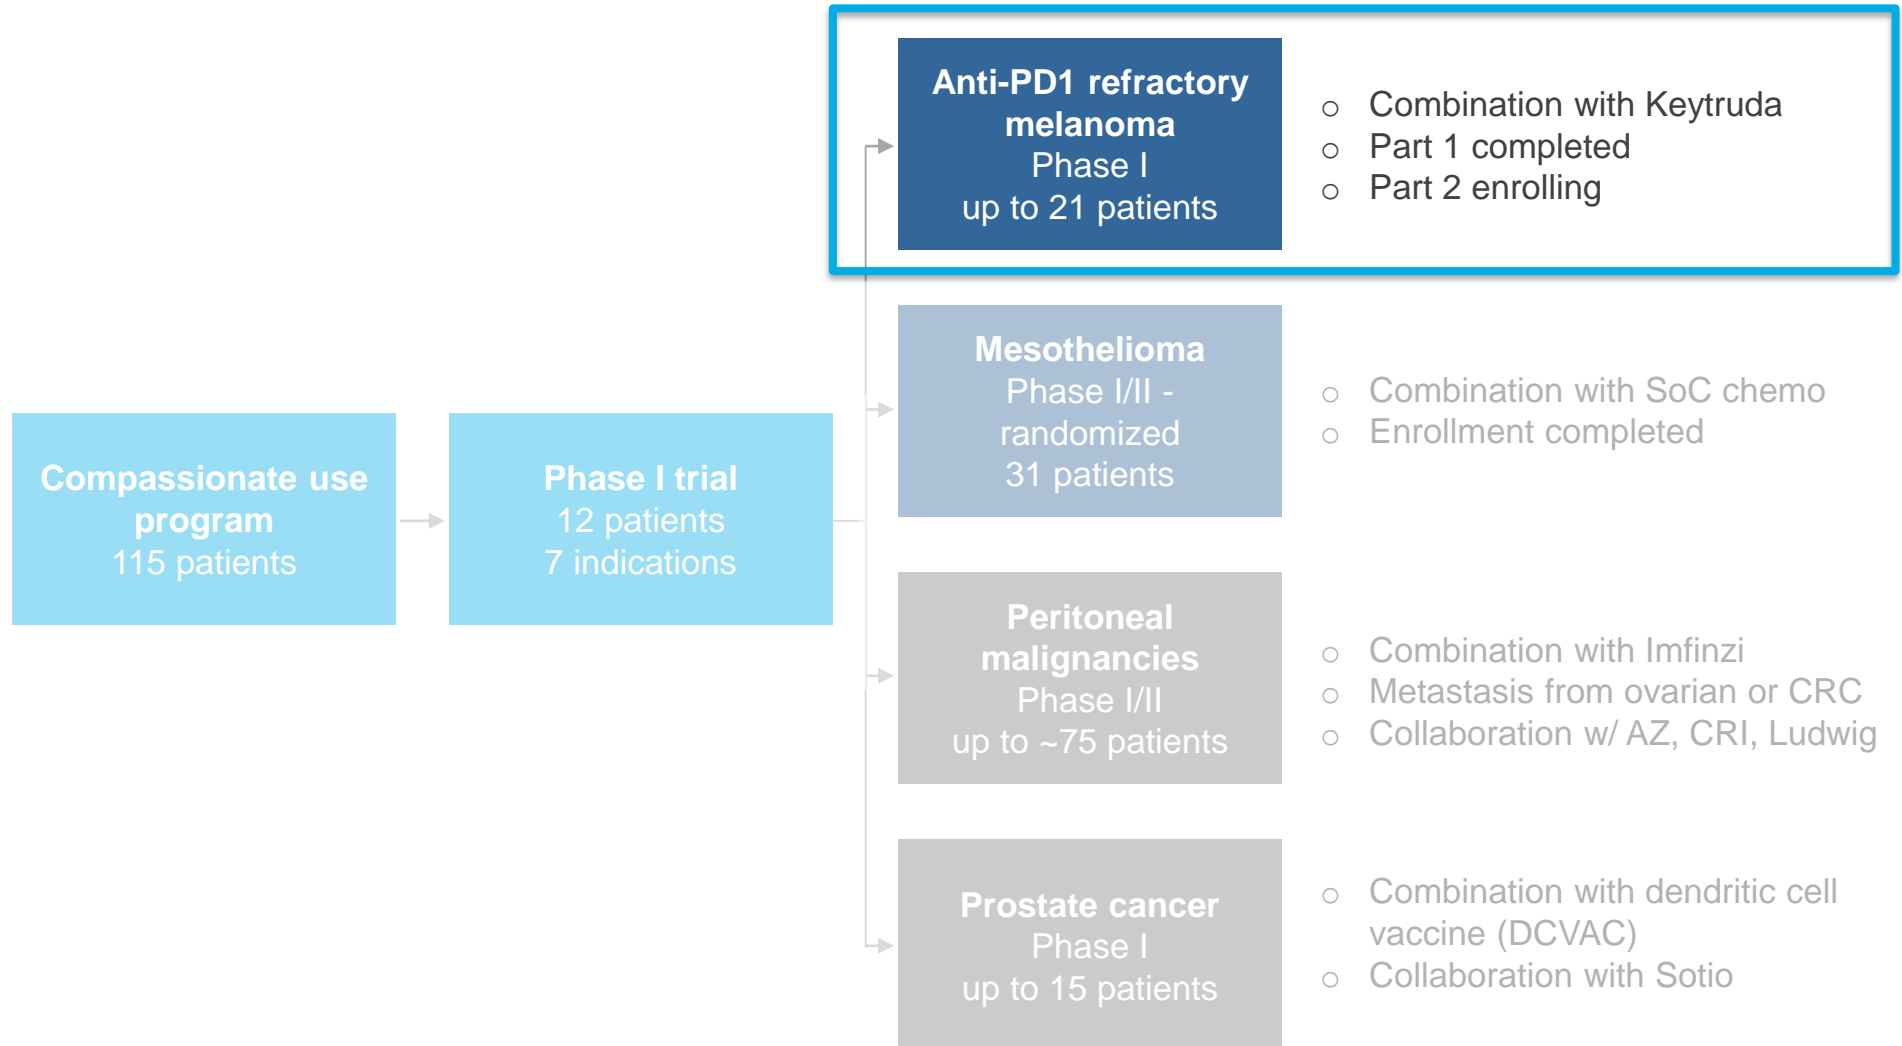 Anti-PD1 refractory
melanoma
Phase I
up to 21 patients
○ Combination with Keytruda
○ Part 1 completed
○ Part 2 enrolling
Mesothelioma
Phase I/II -
randomized
31 patients
○ Combination with SoC chemo
○ Enrollment completed
Compassionate use
program
115 patients
Phase I trial
12 patients
7 indications
Peritoneal
malignancies
Phase I/II
up to ~75 patients
○ Combination with Imfinzi
○ Metastasis from ovarian or CRC
○ Collaboration w/ AZ, CRI, Ludwig
Prostate cancer
Phase I
up to 15 patients
○ Combination with dendritic cell
vaccine (DCVAC)
○ Collaboration with Sotio